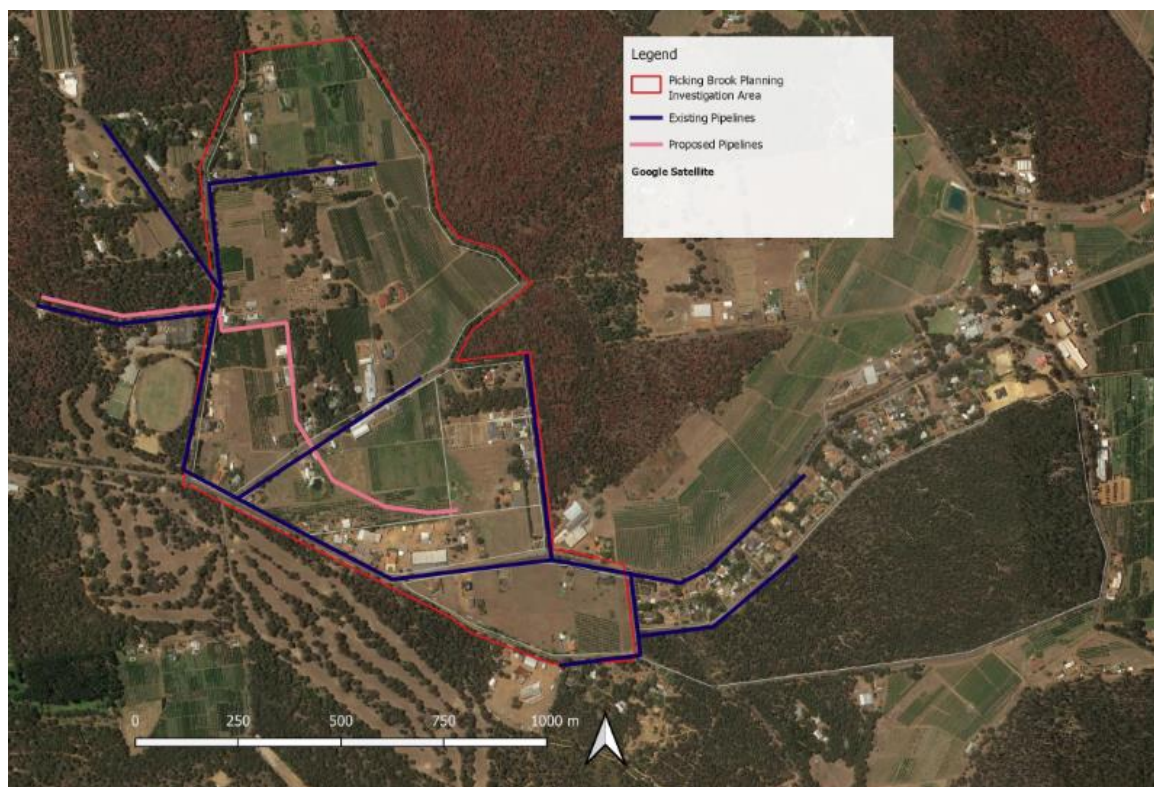 Legend
Picking Brook Planning
Investigation Area
Existing Pipelines
Proposed Pipelines
Google Satellite
0 250 500 750 1000 m